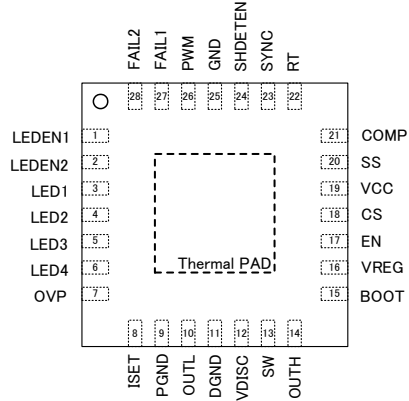 FAIL2
FAIL1
PWM
GND
SHDETEN
SYNC
RT
28
27
26
25
24
23
22
LEDEN1 1
LEDEN2 2
LED1 3
LED2 4
LED3 5
LED4 6
OVP 7
21 COMP
20 SS
19 VCC
18 CS
17 EN
16 VREG
15 BOOT
Thermal PAD
8
9
10
11
12
13
14
ISET
PGND
OUTL
DGND
VDISC
SW
OUTH